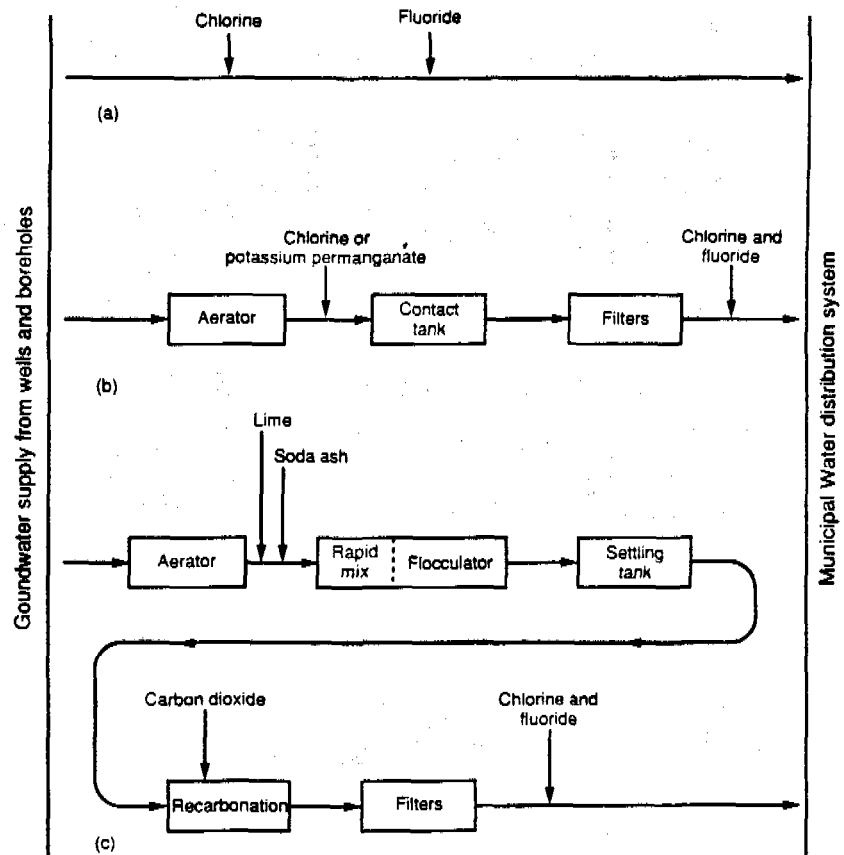 Chlorine
Fluoride
(a)
Goundwater supply from wells and boreholes
Municipal Water distribution system
Chlorine or
potassium permanganate
Chlorine and
fluoride
Aerator
Contact
tank
Filters
(b)
Lime
Soda ash
Aerator
Rapid
mix
Flocculator
Settling
tank
Carbon dioxide
Chlorine and
fluoride
Recarbonation
Filters
(c)